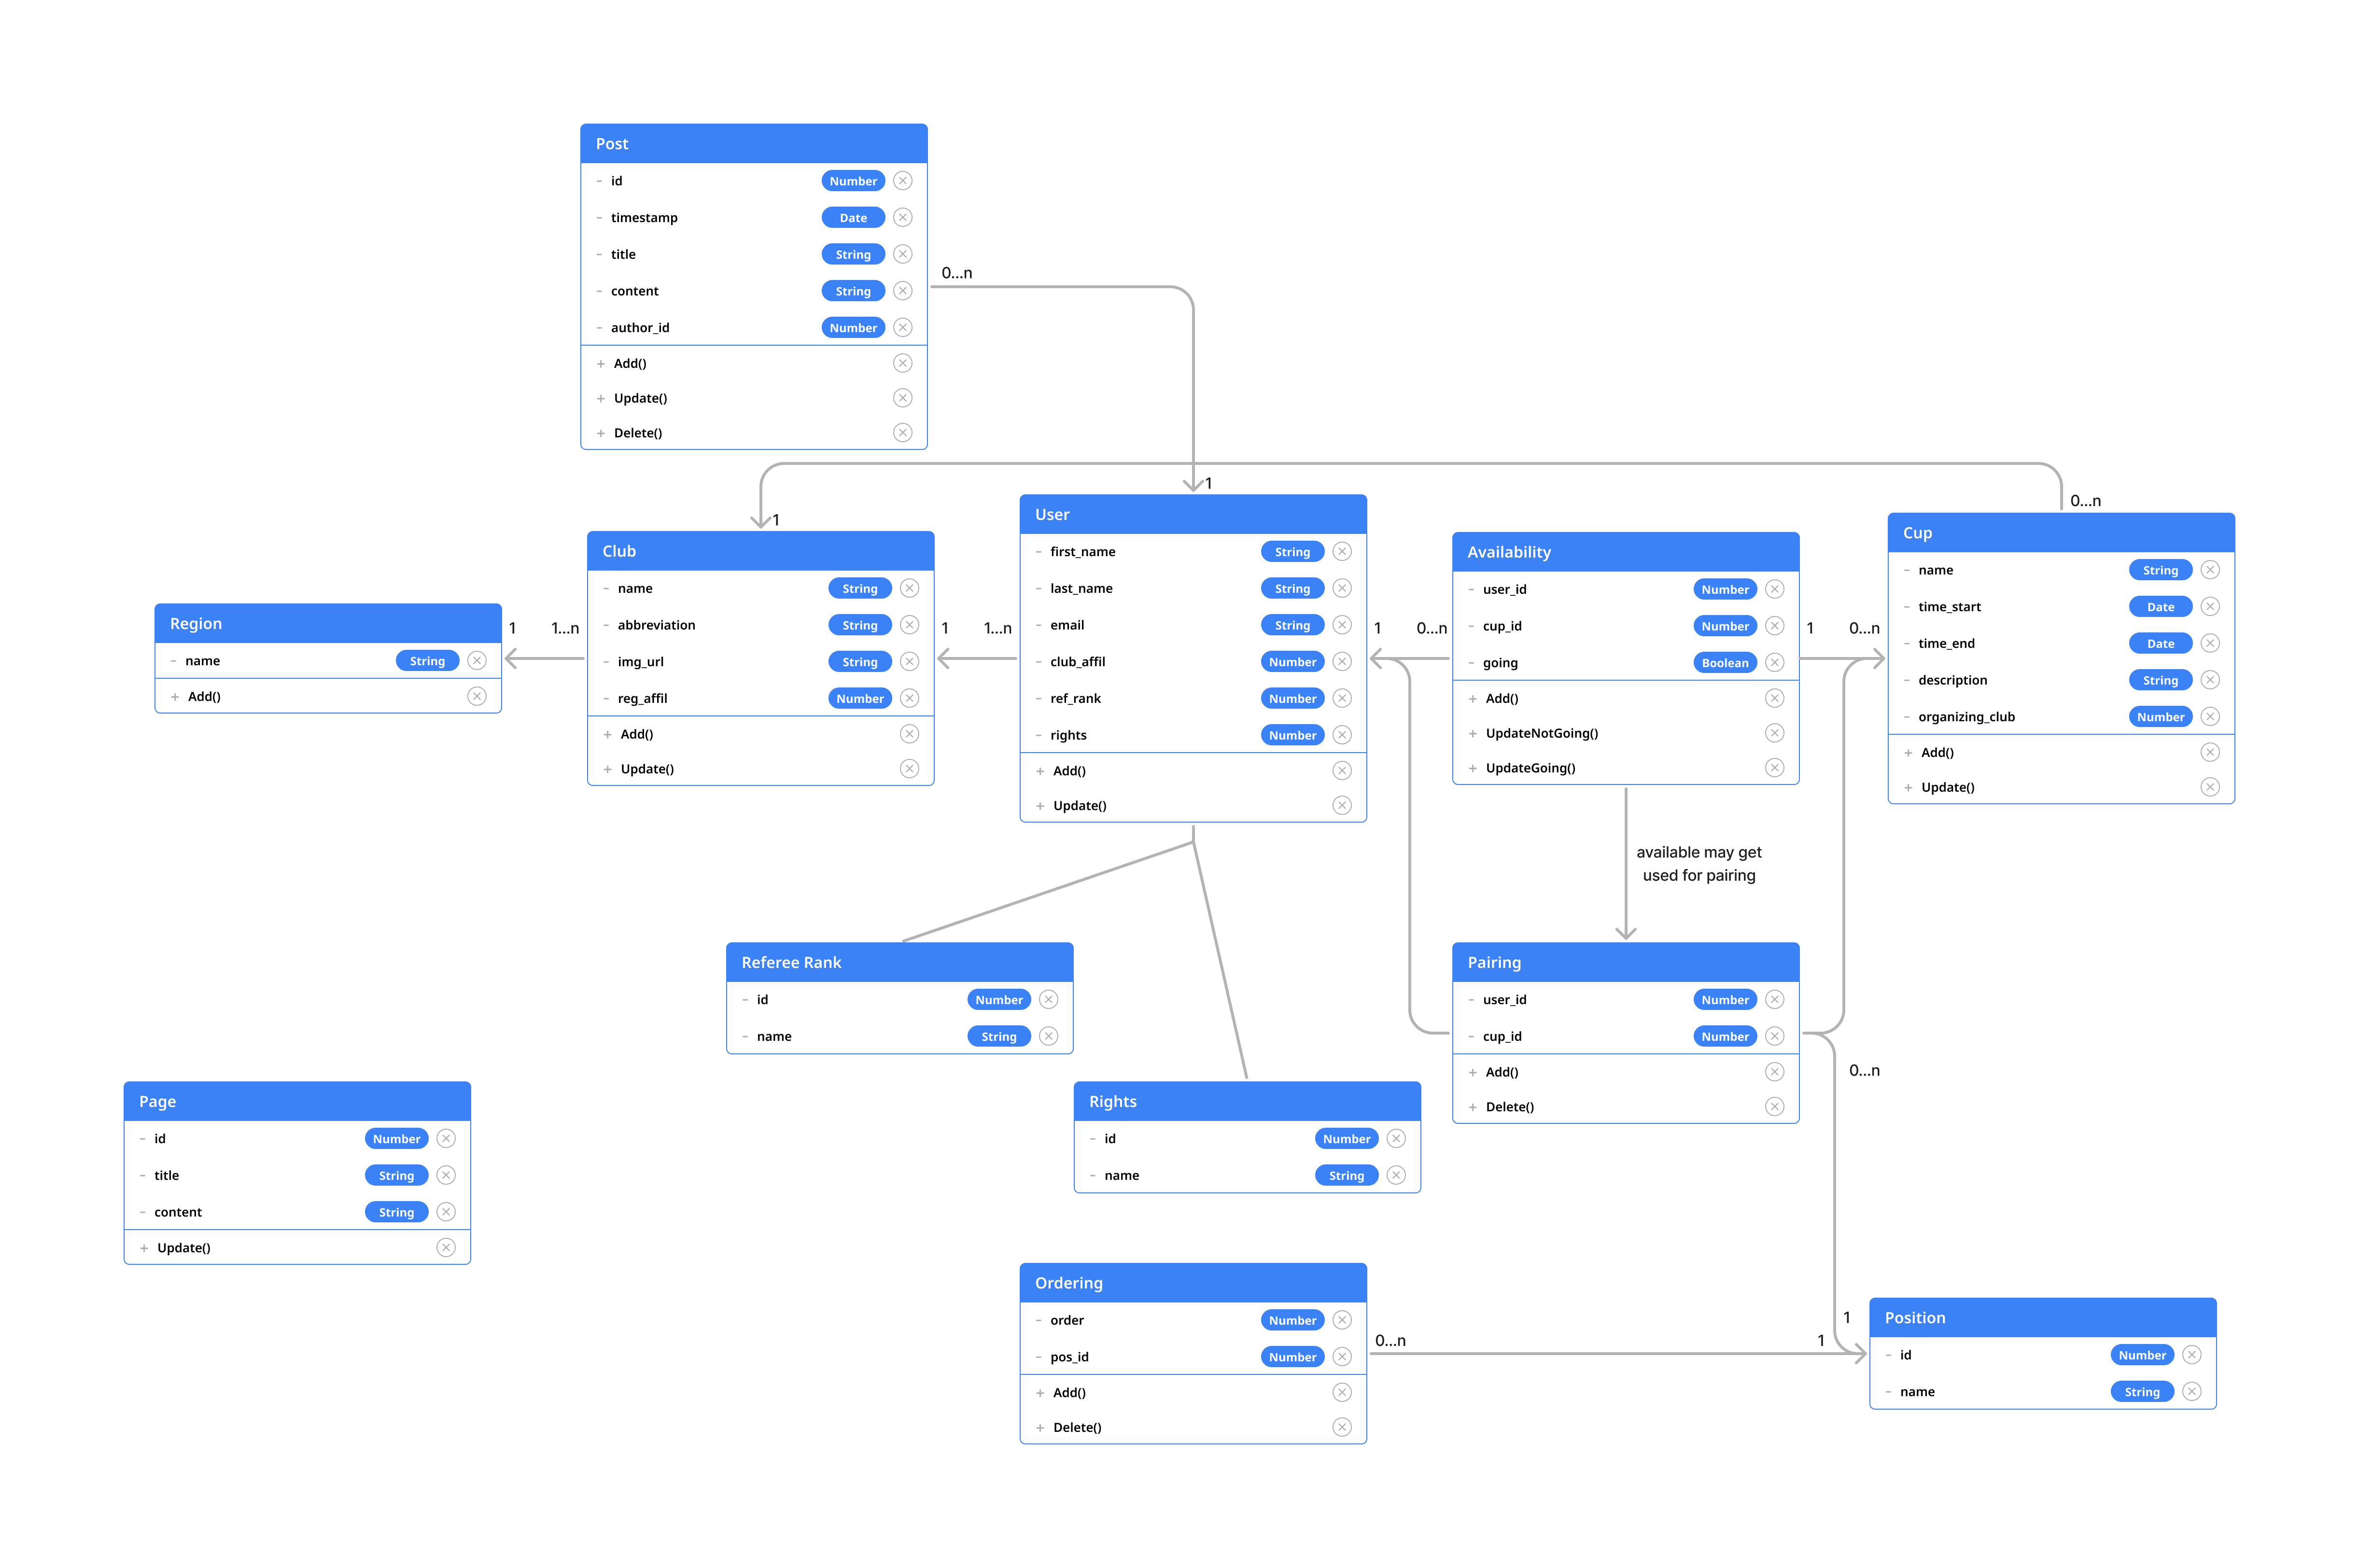 Post
- id Number
- timestamp Date
- title String
- content String
- author_id Number
+ Add()
+ Update()
+ Delete()
0...n
1
1
0...n
Region
- name String
+ Add()
1
1...n
Club
- name String
- abbreviation String
- img_url String
- reg_affil Number
+ Add()
+ Update()
1
1...n
User
- first_name String
- last_name String
- email String
- club_affil Number
- ref_rank Number
- rights Number
+ Add()
+ Update()
1
0...n
Availability
- user_id Number
- cup_id Number
- going Boolean
+ Add()
+ UpdateNotGoing()
+ UpdateGoing()
1
0...n
Cup
- name String
- time_start Date
- time_end Date
- description String
- organizing_club Number
+ Add()
+ Update()
available may get
used for pairing
Referee Rank
- id Number
- name String
Pairing
- user_id Number
- cup_id Number
+ Add()
+ Delete()
0...n
Page
- id Number
- title String
- content String
+ Update()
Rights
- id Number
- name String
Ordering
- order Number
- pos_id Number
+ Add()
+ Delete()
0...n
1
1
Position
- id Number
- name String